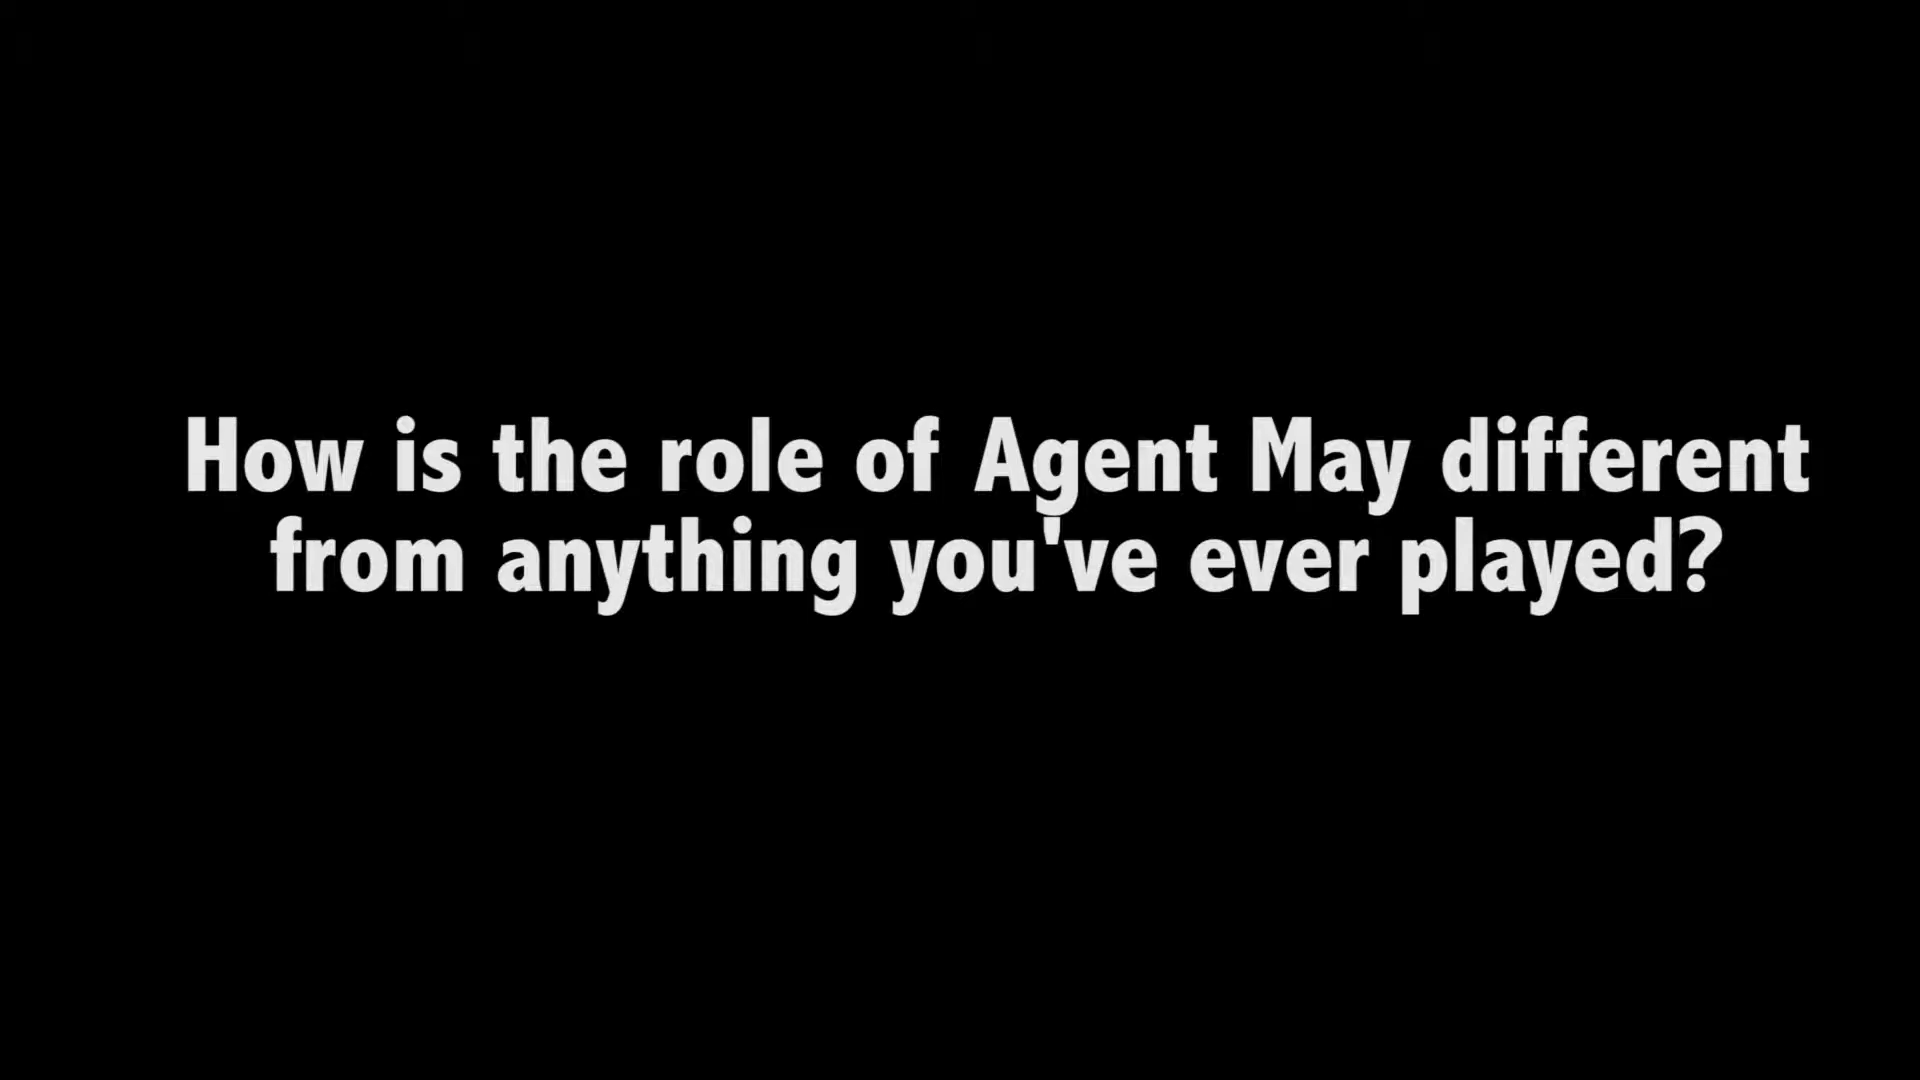 How is the role of Agent May different
from anything you've ever played?